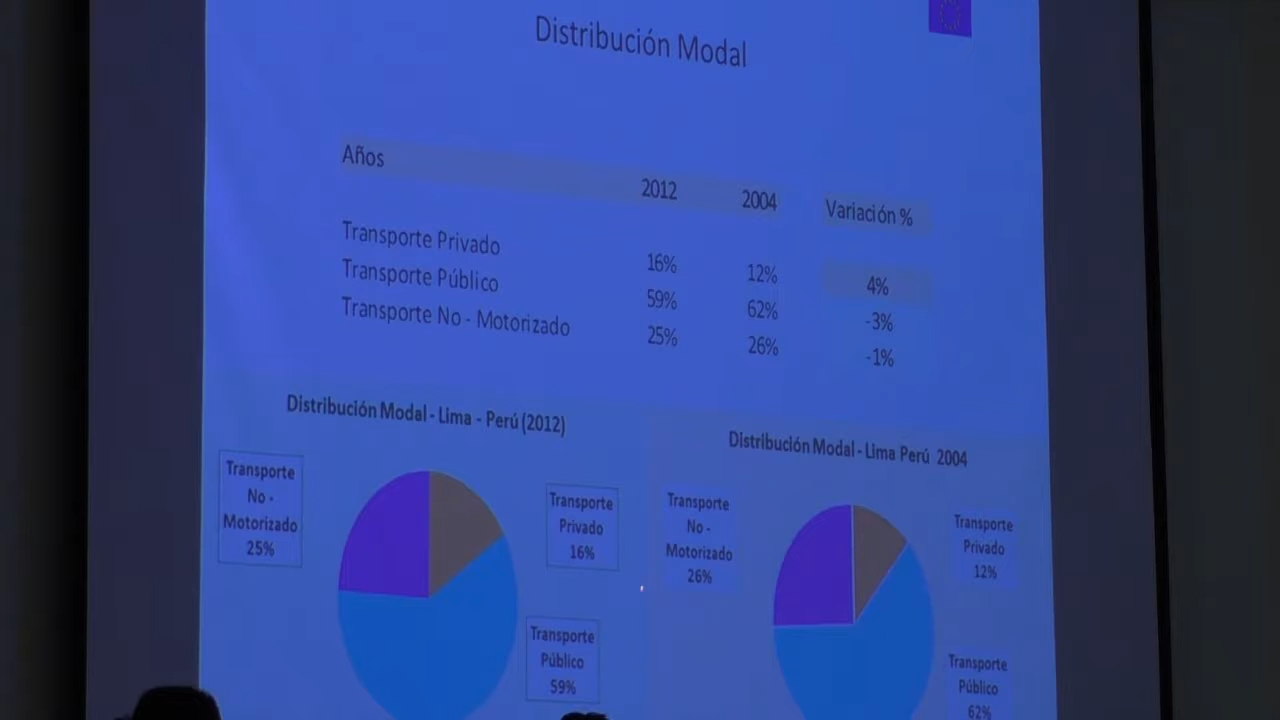 Distribución Modal
Años 2012 2004 Variación %
Transporte Privado 16% 12% 4%
Transporte Público 59% 62% -3%
Transporte No - Motorizado 25% 26% -1%
Distribución Modal - Lima - Perú (2012)
Transporte
No -
Motorizado
25%
Transporte
Privado
16%
Transporte
Público
59%
Distribución Modal - Lima Perú 2004
Transporte
No -
Motorizado
26%
Transporte
Privado
12%
Transporte
Público
62%